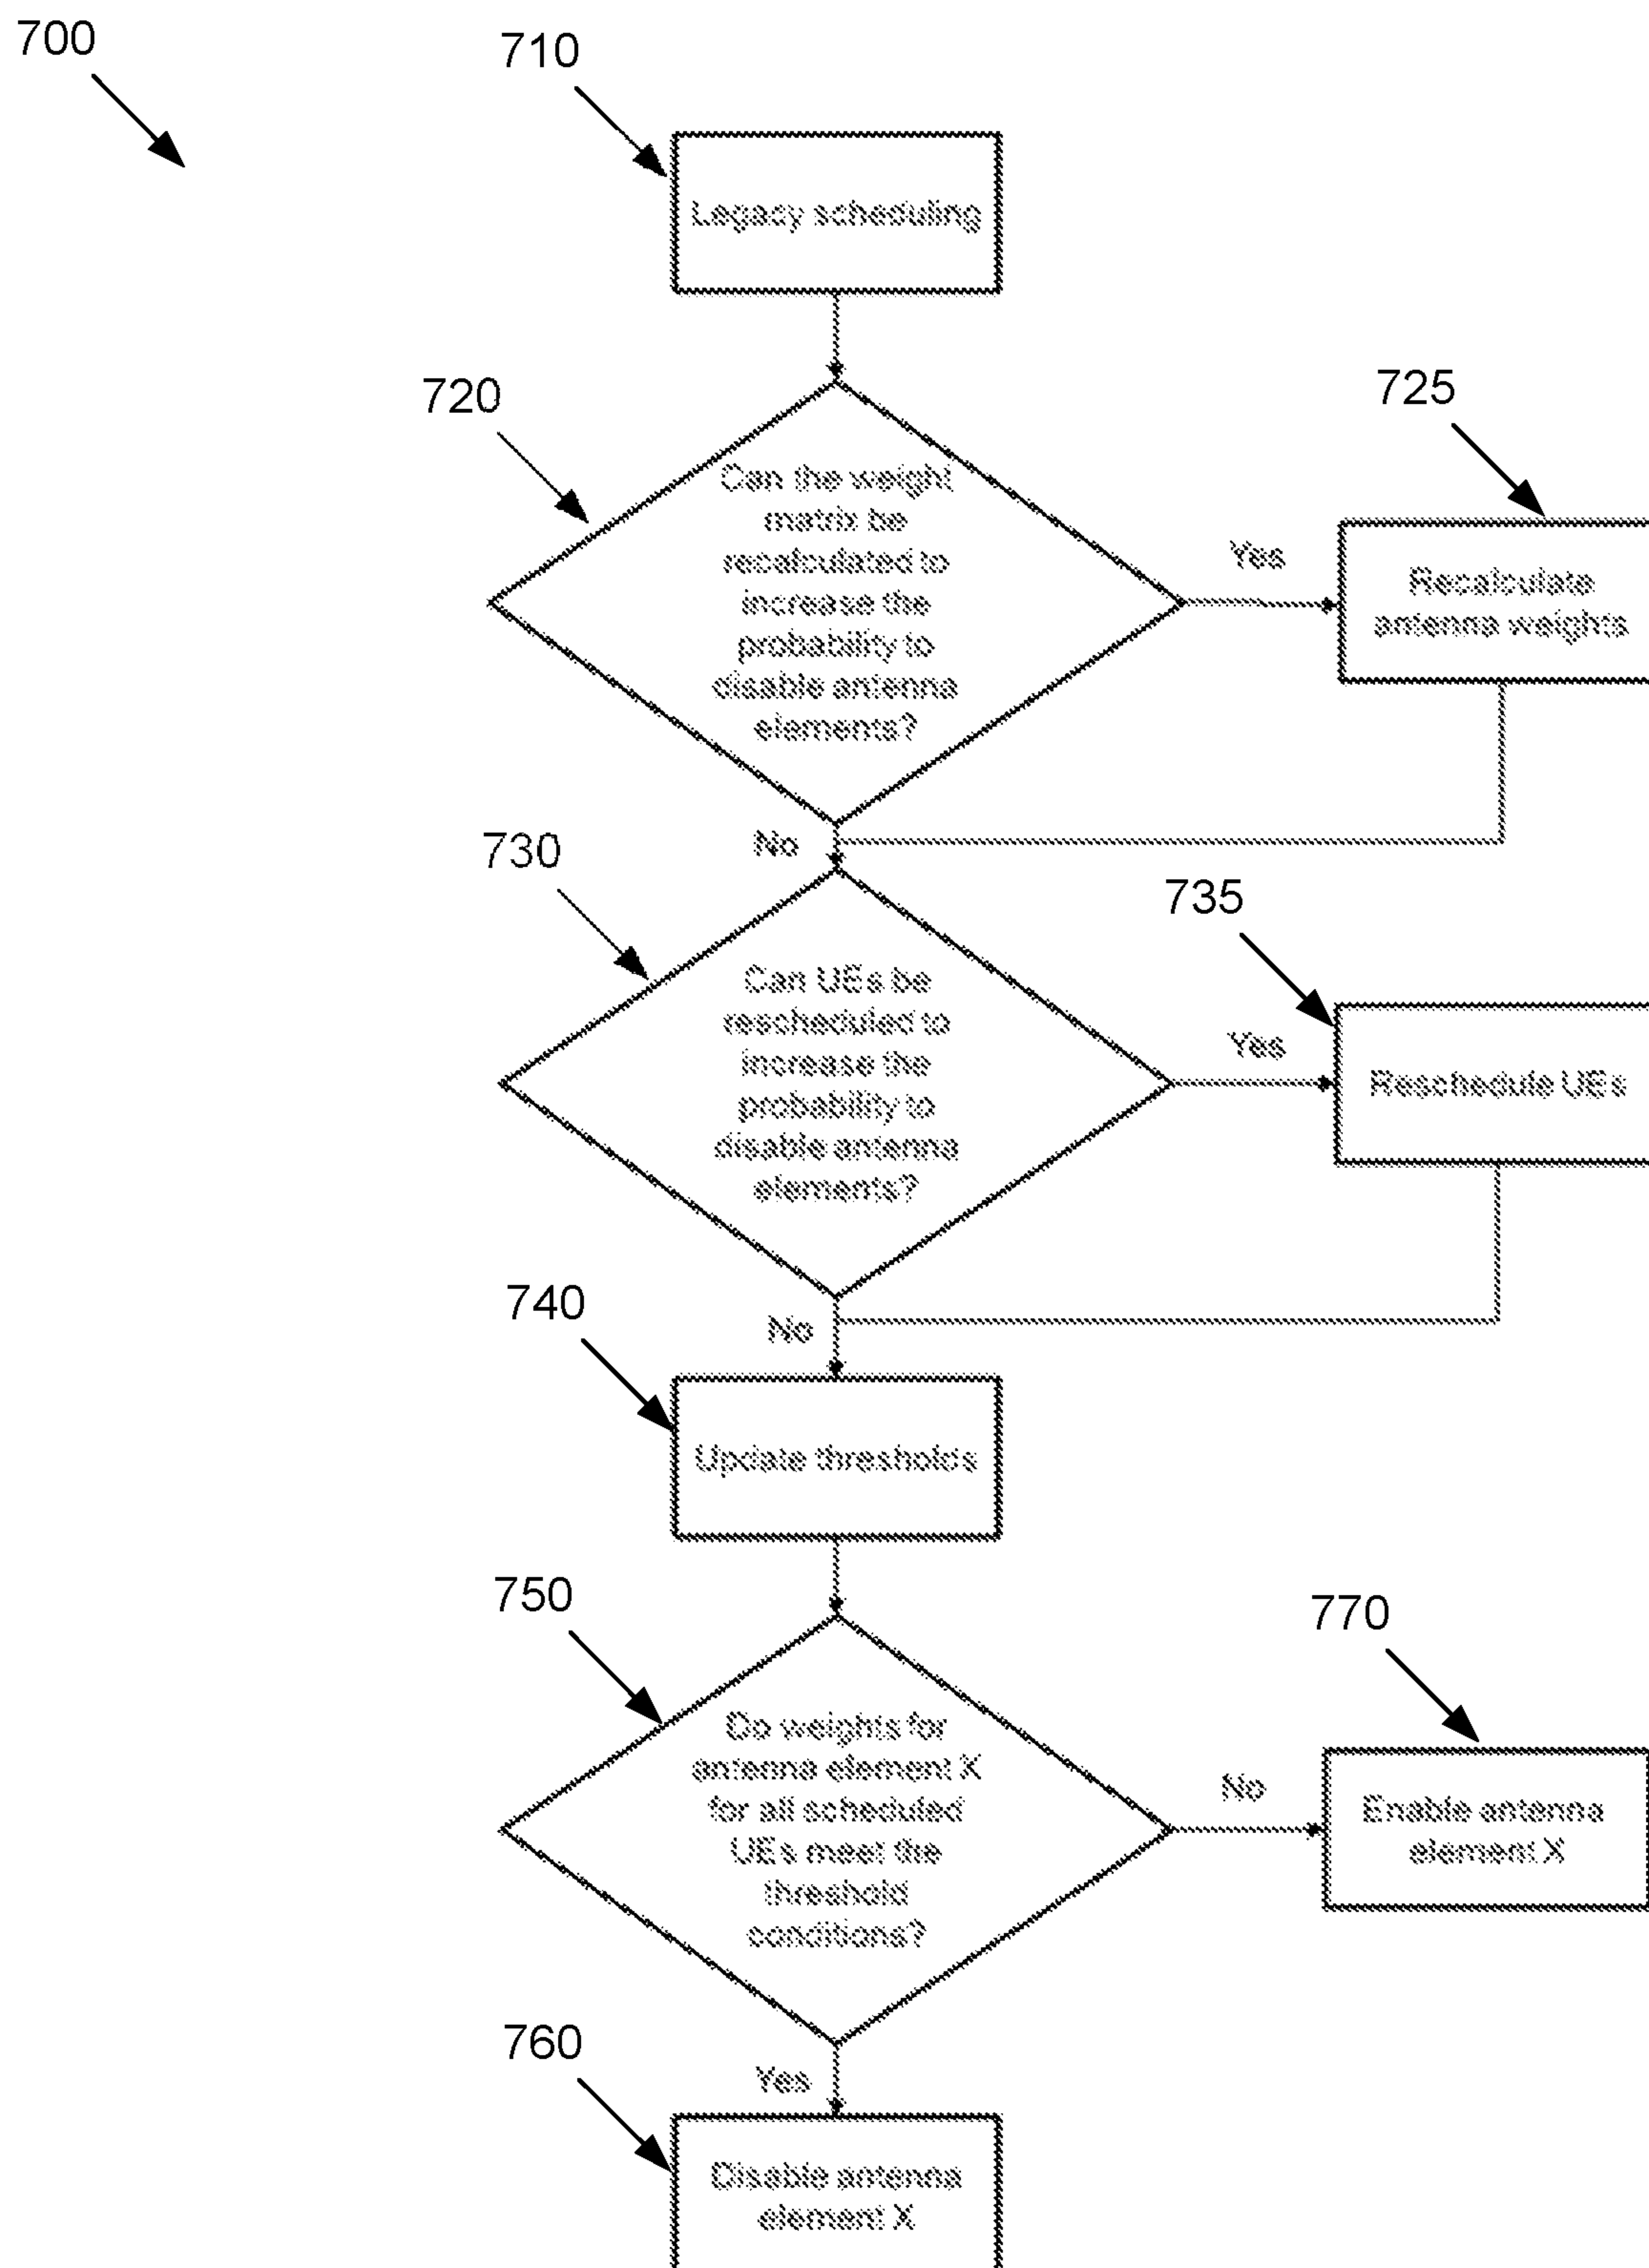 700
710
Legacy scheduling
720
Can the weight
matrix be
recalculated to
increase the
probability to
disable antenna
elements?
Yes
725
Recalculate
antenna weights
No
730
Can UEs be
rescheduled to
increase the
probability to
disable antenna
elements?
Yes
735
Reschedule UEs
No
740
Update thresholds
750
Do weights for
antenna element X
for all scheduled
UEs meet the
threshold
conditions?
No
770
Enable antenna
element X
Yes
760
Disable antenna
element X